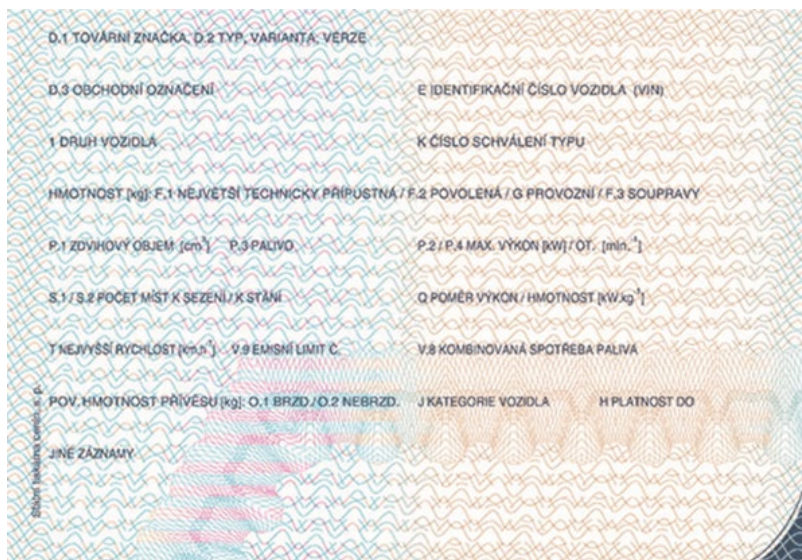 D.1 TOVÁRNÍ ZNAČKA, D.2 TYP, VARIANTA, VERZE
D.3 OBCHODNÍ OZNAČENÍ E IDENTIFIKAČNÍ ČÍSLO VOZIDLA (VIN)
1 DRUH VOZIDLA K ČÍSLO SCHVÁLENÍ TYPU
HMOTNOST [kg]: F.1 NEJVĚTŠÍ TECHNICKY PŘÍPUSTNÁ / F.2 POVOLENÁ / G PROVOZNÍ / F.3 SOUPRAVY
P.1 ZDVIHOVÝ OBJEM [cm³] P.3 PALIVO P.2 / P.4 MAX. VÝKON [kW] / OT. [min.⁻¹]
S.1 / S.2 POČET MÍST K SEZENÍ / K STÁNÍ Q POMĚR VÝKON / HMOTNOST [kW.kg⁻¹]
T NEJVYŠŠÍ RYCHLOST [km.h⁻¹] V.9 EMISNÍ LIMIT Č. V.8 KOMBINOVANÁ SPOTŘEBA PALIVA
POV. HMOTNOST PŘÍVĚSU [kg]: O.1 BRZD./ O.2 NEBRZD. J KATEGORIE VOZIDLA H PLATNOST DO
JINÉ ZÁZNAMY
Státní tiskárna cenin, s. p.